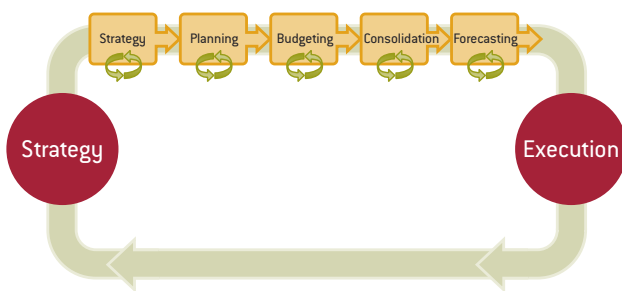 Strategy
Planning
Budgeting
Consolidation
Forecasting
Strategy
Execution